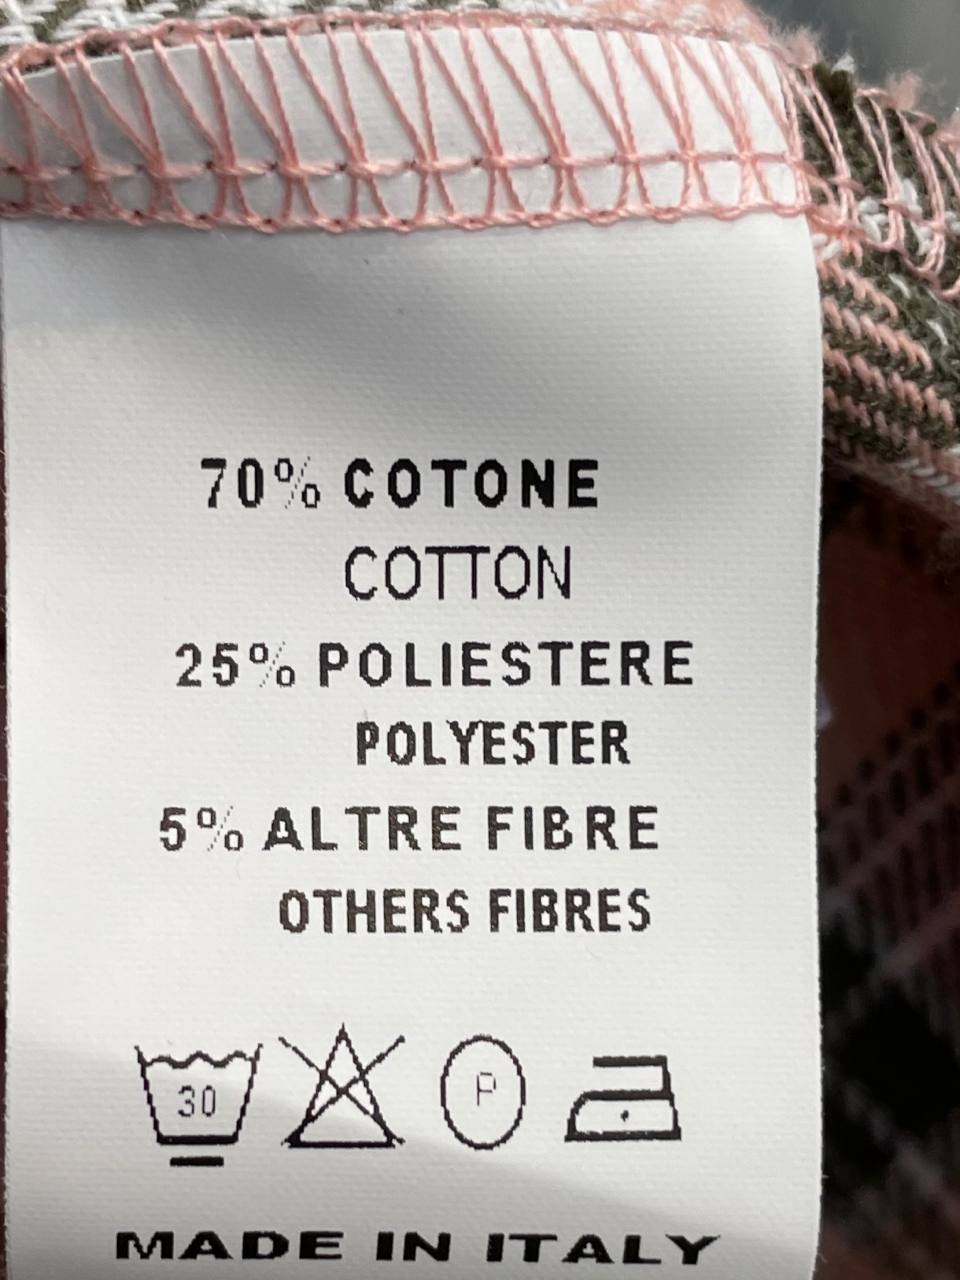 70% COTONE
COTTON
25% POLIESTERE
POLYESTER
5% ALTRE FIBRE
OTHERS FIBRES
30 P
MADE IN ITALY